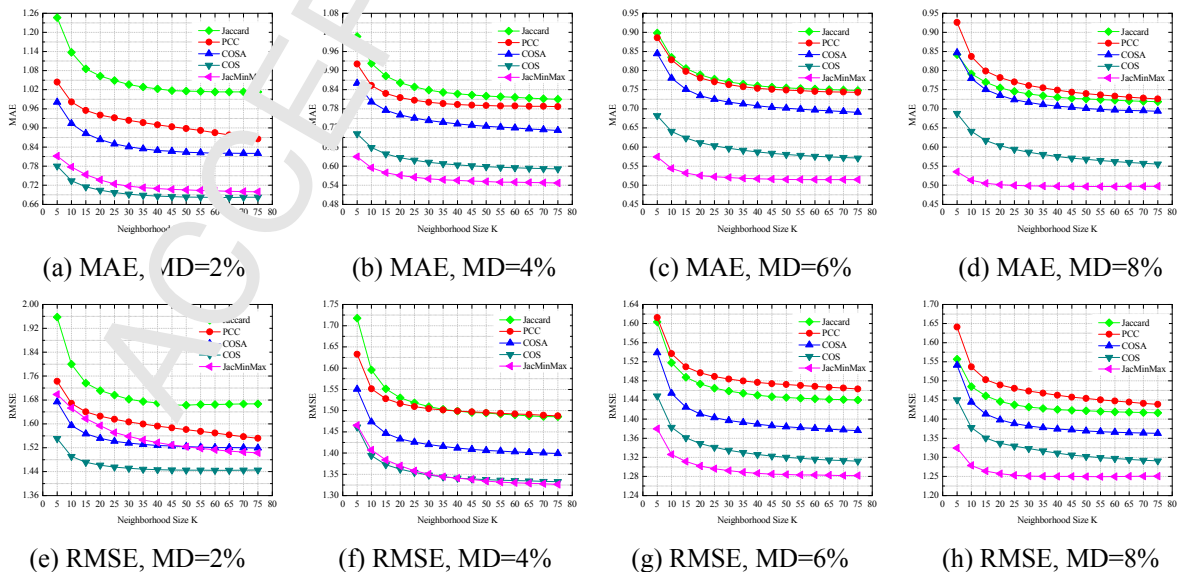 ACCEP
1.26
1.20
1.14
1.08
1.02
0.96
0.90
0.84
0.78
0.72
0.66
MAE
Jaccard
PCC
COSA
COS
JacMinMax
0 5 10 15 20 25 30 35 40 45 50 55 60 65 70 75 80
Neighborhood
(a) MAE, MD=2%
1.08
0.90
0.84
0.78
0.72
0.66
0.60
0.54
0.48
MAE
Jaccard
PCC
COSA
COS
JacMinMax
0 5 10 15 20 25 30 35 40 45 50 55 60 65 70 75 80
Neighborhood Size K
(b) MAE, MD=4%
0.95
0.90
0.85
0.80
0.75
0.70
0.65
0.60
0.55
0.50
0.45
MAE
Jaccard
PCC
COSA
COS
JacMinMax
0 5 10 15 20 25 30 35 40 45 50 55 60 65 70 75 80
Neighborhood Size K
(c) MAE, MD=6%
0.95
0.90
0.85
0.80
0.75
0.70
0.65
0.60
0.55
0.50
0.45
MAE
Jaccard
PCC
COSA
COS
JacMinMax
0 5 10 15 20 25 30 35 40 45 50 55 60 65 70 75 80
Neighborhood Size K
(d) MAE, MD=8%
2.00
1.92
1.84
1.76
1.68
1.60
1.52
1.44
1.36
RMSE
Jaccard
PCC
COSA
COS
JacMinMax
0 5 10 15 20 25 30 35 40 45 50 55 60 65 70 75 80
Neighborhood Size K
(e) RMSE, MD=2%
1.75
1.70
1.65
1.60
1.55
1.50
1.45
1.40
1.35
1.30
RMSE
Jaccard
PCC
COSA
COS
JacMinMax
0 5 10 15 20 25 30 35 40 45 50 55 60 65 70 75 80
Neighborhood Size K
(f) RMSE, MD=4%
1.64
1.60
1.56
1.52
1.48
1.44
1.40
1.36
1.32
1.28
1.24
RMSE
Jaccard
PCC
COSA
COS
JacMinMax
0 5 10 15 20 25 30 35 40 45 50 55 60 65 70 75 80
Neighborhood Size K
(g) RMSE, MD=6%
1.70
1.65
1.60
1.55
1.50
1.45
1.40
1.35
1.30
1.25
1.20
RMSE
Jaccard
PCC
COSA
COS
JacMinMax
0 5 10 15 20 25 30 35 40 45 50 55 60 65 70 75 80
Neighborhood Size K
(h) RMSE, MD=8%